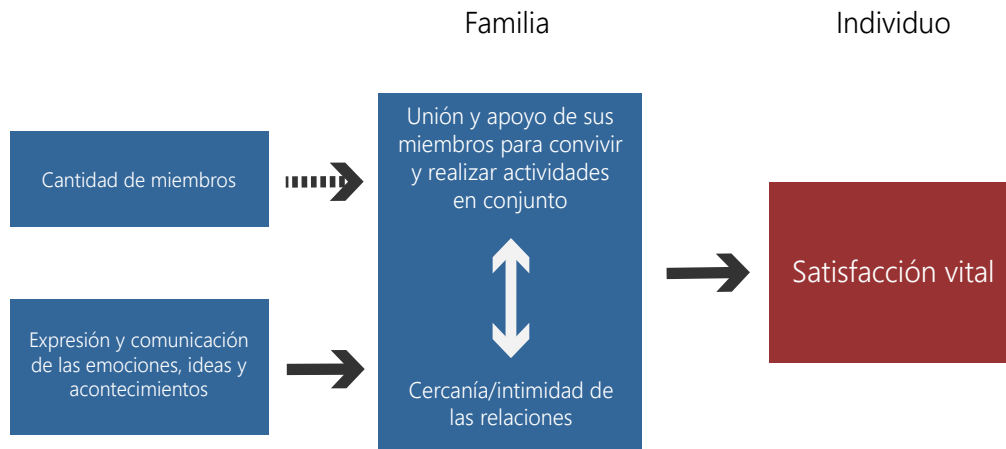 Familia
Individuo
Cantidad de miembros
Expresión y comunicación
de las emociones, ideas y
acontecimientos
Unión y apoyo de sus
miembros para convivir
y realizar actividades
en conjunto
Cercanía/intimidad de
las relaciones
Satisfacción vital